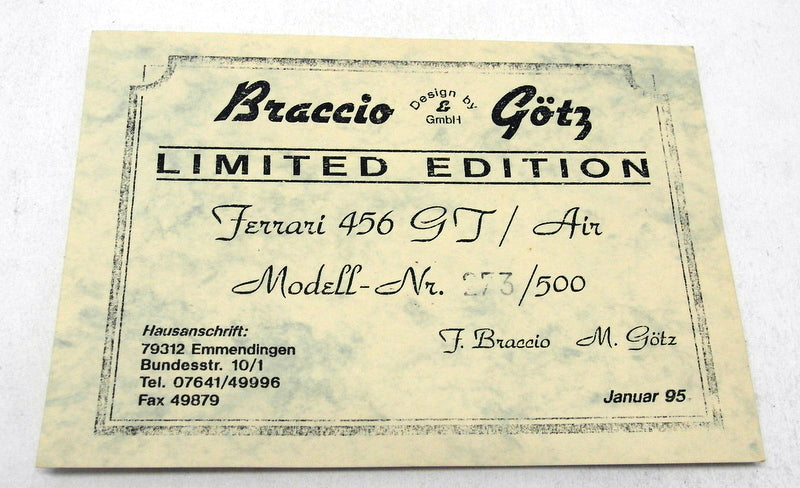 Braccio Design by & GmbH Götz
LIMITED EDITION
Ferrari 456 GT / Air
Modell-Nr. 273/500
F. Braccio M. Götz
Hausanschrift:
79312 Emmendingen
Bundesstr. 10/1
Tel. 07641/49996
Fax 49879
Januar 95